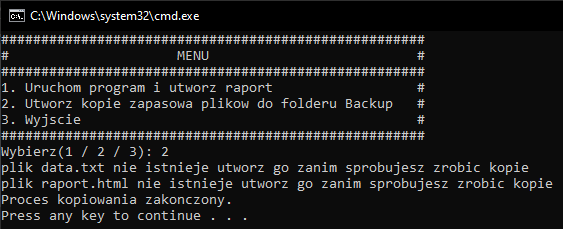 C:\Windows\system32\cmd.exe
#####################################################
#                     MENU                          #
#####################################################
1. Uruchom program i utworz raport                  #
2. Utworz kopie zapasowa plikow do folderu Backup   #
3. Wyjscie                                          #
#####################################################
Wybierz(1 / 2 / 3): 2
plik data.txt nie istnieje utworz go zanim sprobujesz zrobic kopie
plik raport.html nie istnieje utworz go zanim sprobujesz zrobic kopie
Proces kopiowania zakonczony.
Press any key to continue . . .